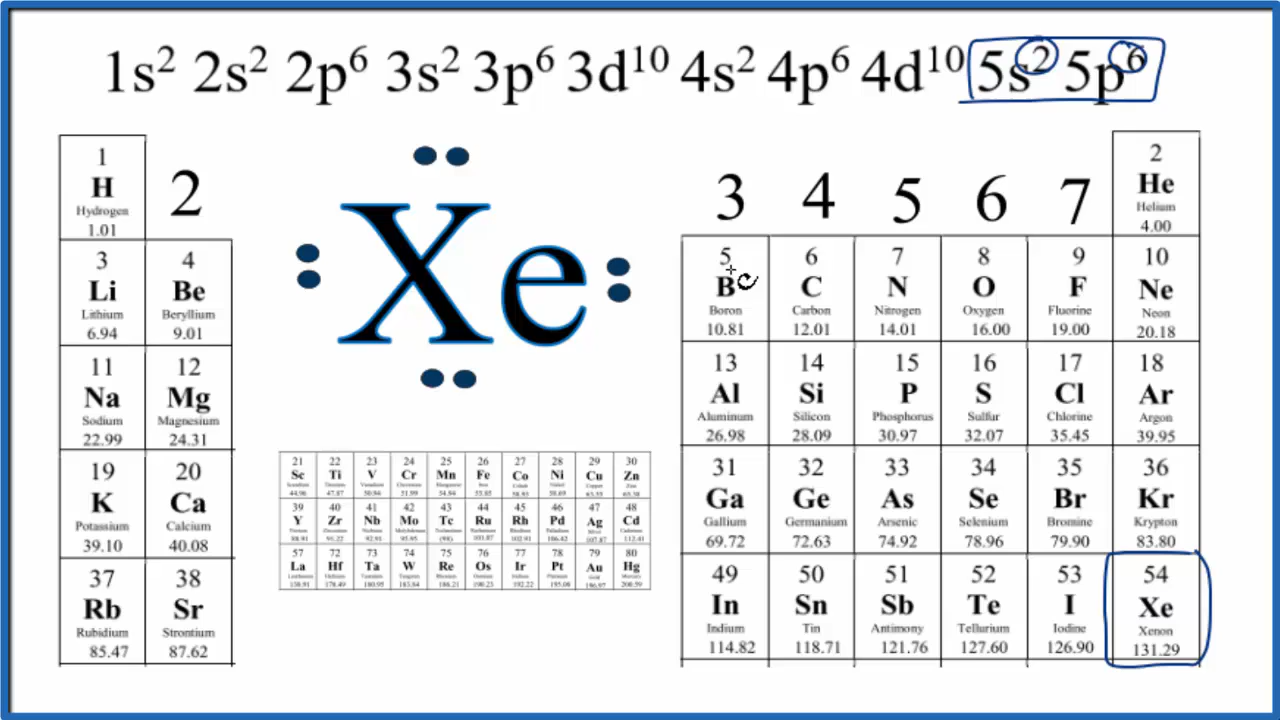 1s² 2s² 2p⁶ 3s² 3p⁶ 3d¹⁰ 4s² 4p⁶ 4d¹⁰ 5s² 5p⁶
1
H
Hydrogen
1.01
2
Xe
3 4 5 6 7
2
He
Helium
4.00
3 4
Li Be
Lithium Beryllium
6.94 9.01
5 6 7 8 9 10
B C N O F Ne
Boron Carbon Nitrogen Oxygen Fluorine Neon
10.81 12.01 14.01 16.00 19.00 20.18
11 12
Na Mg
Sodium Magnesium
22.99 24.31
13 14 15 16 17 18
Al Si P S Cl Ar
Aluminum Silicon Phosphorus Sulfur Chlorine Argon
26.98 28.09 30.97 32.07 35.45 39.95
19 20
K Ca
Potassium Calcium
39.10 40.08
21 22 23 24 25 26 27 28 29 30
Sc Ti V Cr Mn Fe Co Ni Cu Zn
39 40 41 42 43 44 45 46 47 48
Y Zr Nb Mo Tc Ru Rh Pd Ag Cd
57 72 73 74 75 76 77 78 79 80
La Hf Ta W Re Os Ir Pt Au Hg
31 32 33 34 35 36
Ga Ge As Se Br Kr
Gallium Germanium Arsenic Selenium Bromine Krypton
69.72 72.63 74.92 78.96 79.90 83.80
37 38
Rb Sr
Rubidium Strontium
85.47 87.62
49 50 51 52 53 54
In Sn Sb Te I Xe
Indium Tin Antimony Tellurium Iodine Xenon
114.82 118.71 121.76 127.60 126.90 131.29